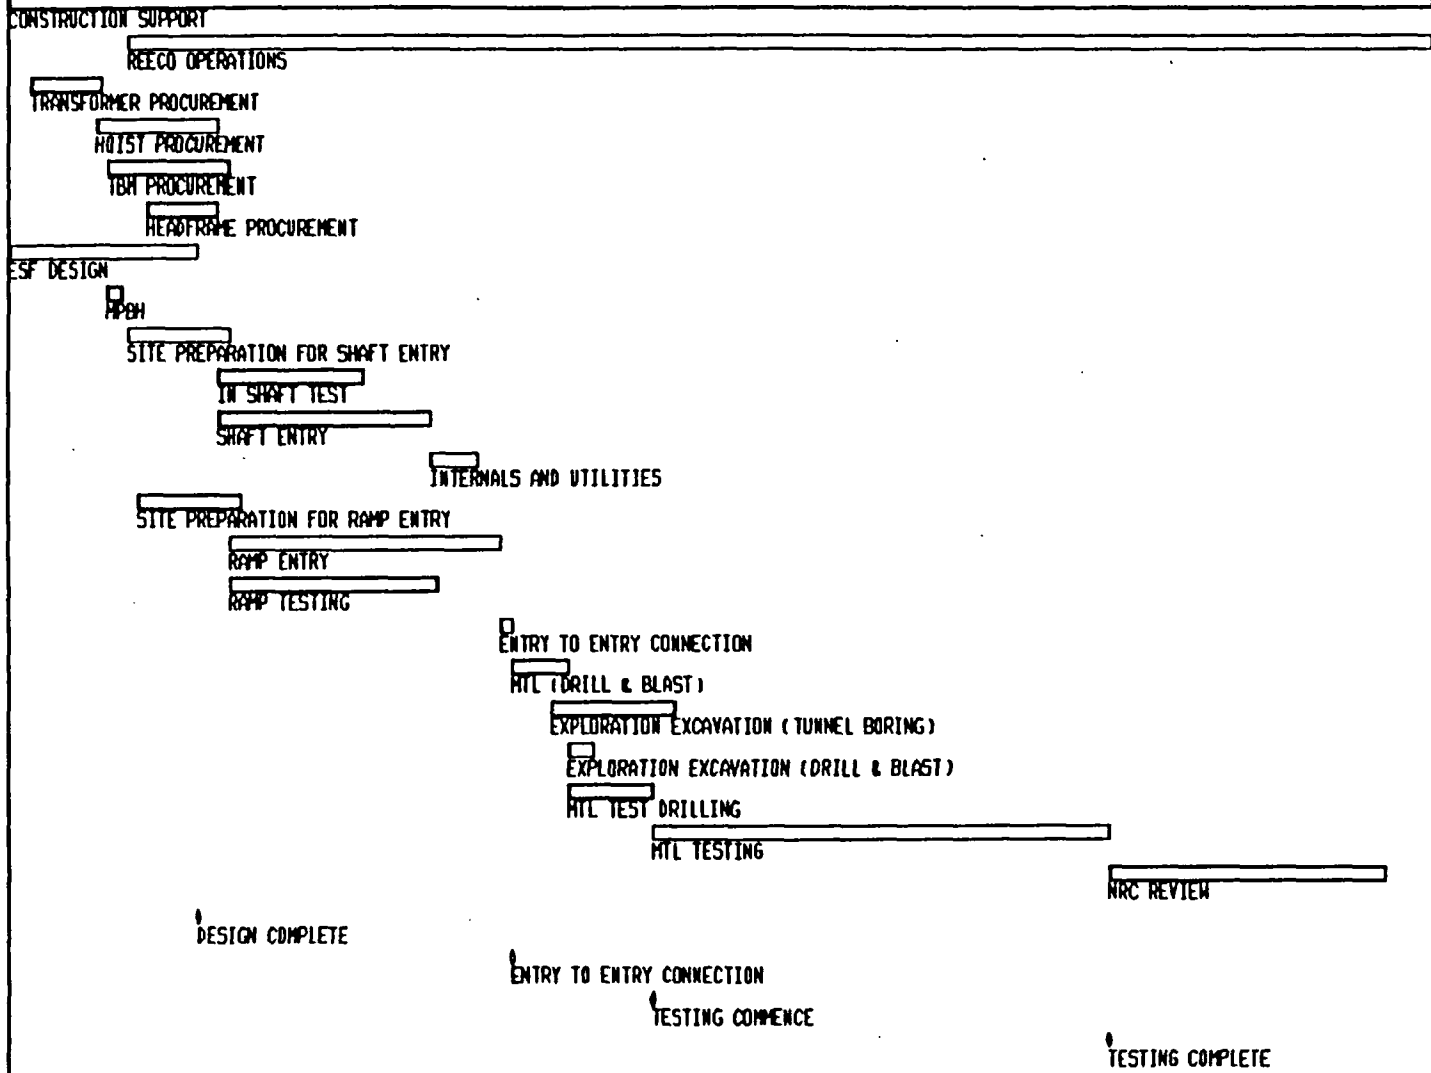 CONSTRUCTION SUPPORT
REECO OPERATIONS
TRANSFORMER PROCUREMENT
HOIST PROCUREMENT
TBM PROCUREMENT
HEADFRAME PROCUREMENT
ESF DESIGN
MPBH
SITE PREPARATION FOR SHAFT ENTRY
IN SHAFT TEST
SHAFT ENTRY
INTERNALS AND UTILITIES
SITE PREPARATION FOR RAMP ENTRY
RAMP ENTRY
RAMP TESTING
ENTRY TO ENTRY CONNECTION
MTL (DRILL & BLAST)
EXPLORATION EXCAVATION (TUNNEL BORING)
EXPLORATION EXCAVATION (DRILL & BLAST)
MTL TEST DRILLING
MTL TESTING
NRC REVIEW
DESIGN COMPLETE
ENTRY TO ENTRY CONNECTION
TESTING COMMENCE
TESTING COMPLETE